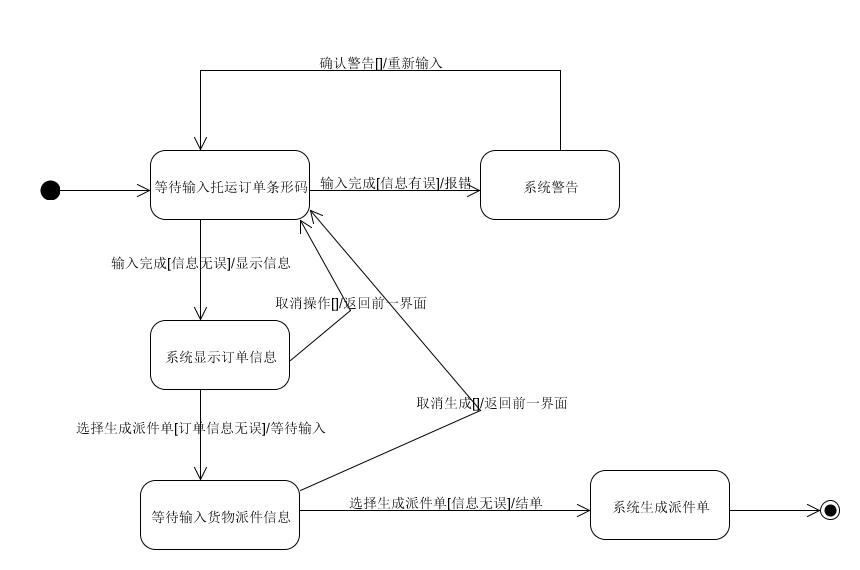 确认警告[]/重新输入
等待输入托运订单条形码
输入完成[信息有误]/报错
系统警告
输入完成[信息无误]/显示信息
取消操作[]/返回前一界面
系统显示订单信息
取消生成[]/返回前一界面
选择生成派件单[订单信息无误]/等待输入
等待输入货物派件信息
选择生成派件单[信息无误]/结单
系统生成派件单